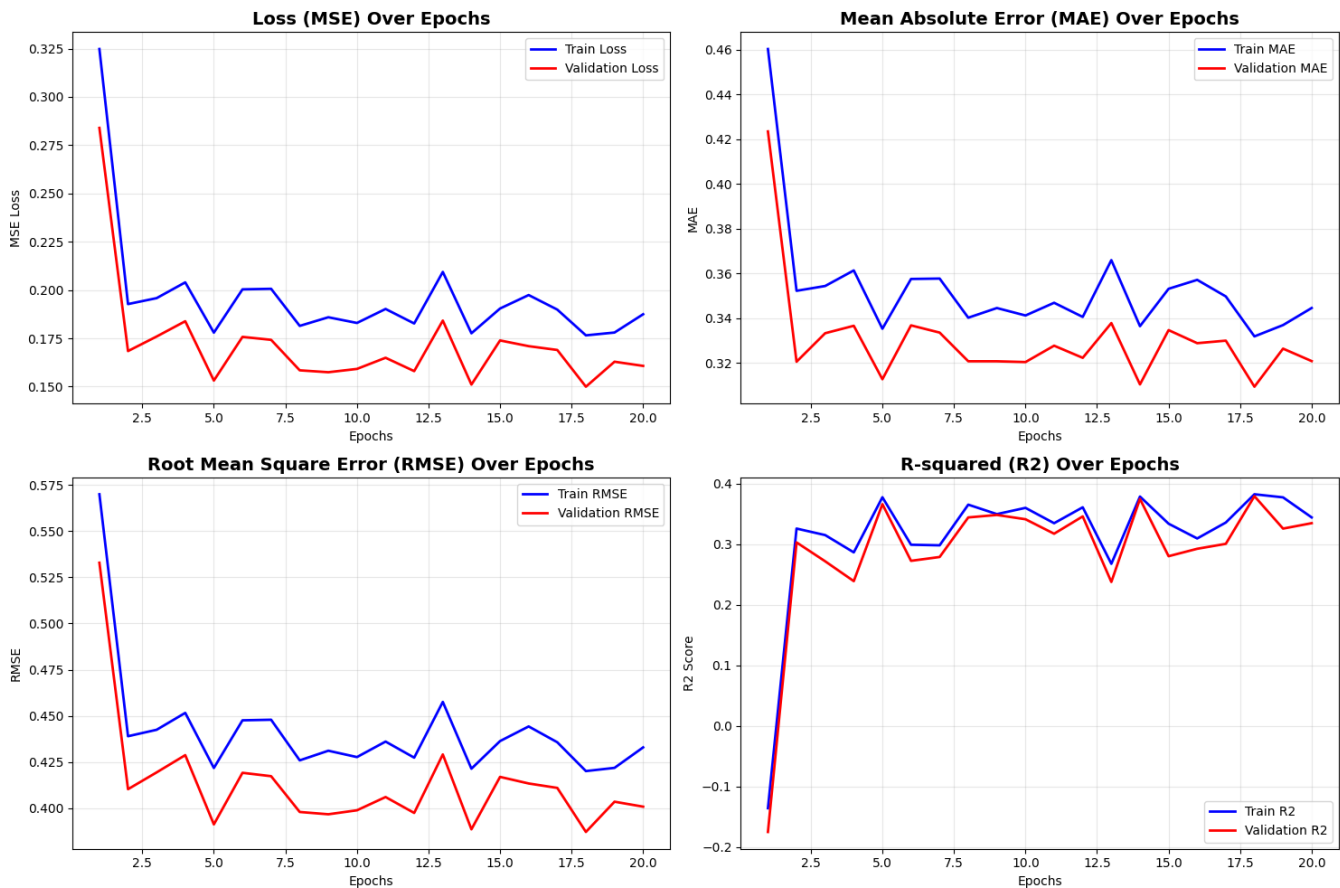 Loss (MSE) Over Epochs
0.325
0.300
0.275
0.250
0.225
0.200
0.175
0.150
MSE Loss
Train Loss
Validation Loss
2.5 5.0 7.5 10.0 12.5 15.0 17.5 20.0
Epochs
Mean Absolute Error (MAE) Over Epochs
0.46
0.44
0.42
0.40
0.38
0.36
0.34
0.32
MAE
Train MAE
Validation MAE
2.5 5.0 7.5 10.0 12.5 15.0 17.5 20.0
Epochs
Root Mean Square Error (RMSE) Over Epochs
0.575
0.550
0.525
0.500
0.475
0.450
0.425
0.400
RMSE
Train RMSE
Validation RMSE
2.5 5.0 7.5 10.0 12.5 15.0 17.5 20.0
Epochs
R-squared (R2) Over Epochs
0.4
0.3
0.2
0.1
0.0
−0.1
−0.2
R2 Score
Train R2
Validation R2
2.5 5.0 7.5 10.0 12.5 15.0 17.5 20.0
Epochs